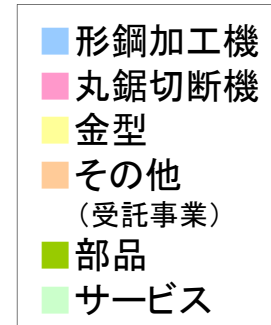 形鋼加工機
丸鋸切断機
金型
その他
（受託事業）
部品
サービス